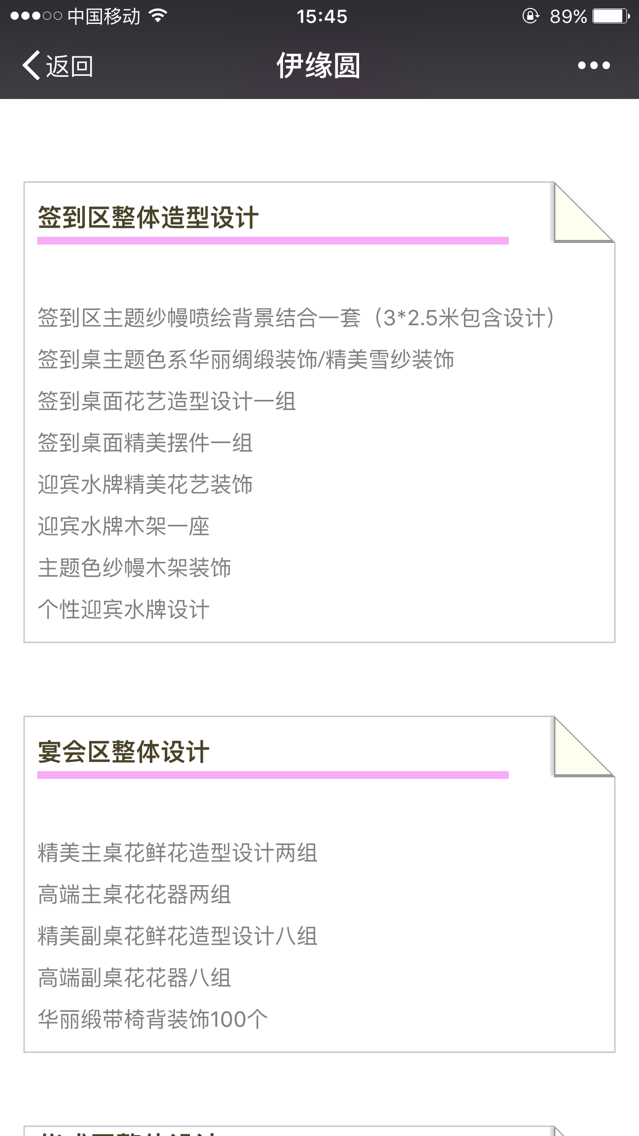 中国移动 15:45 89%
返回 伊缘圆
签到区整体造型设计
签到区主题纱幔喷绘背景结合一套（3*2.5米包含设计）
签到桌主题色系华丽绸缎装饰/精美雪纱装饰
签到桌面花艺造型设计一组
签到桌面精美摆件一组
迎宾水牌精美花艺装饰
迎宾水牌木架一座
主题色纱幔木架装饰
个性迎宾水牌设计
宴会区整体设计
精美主桌花鲜花造型设计两组
高端主桌花花器两组
精美副桌花鲜花造型设计八组
高端副桌花花器八组
华丽缎带椅背装饰100个